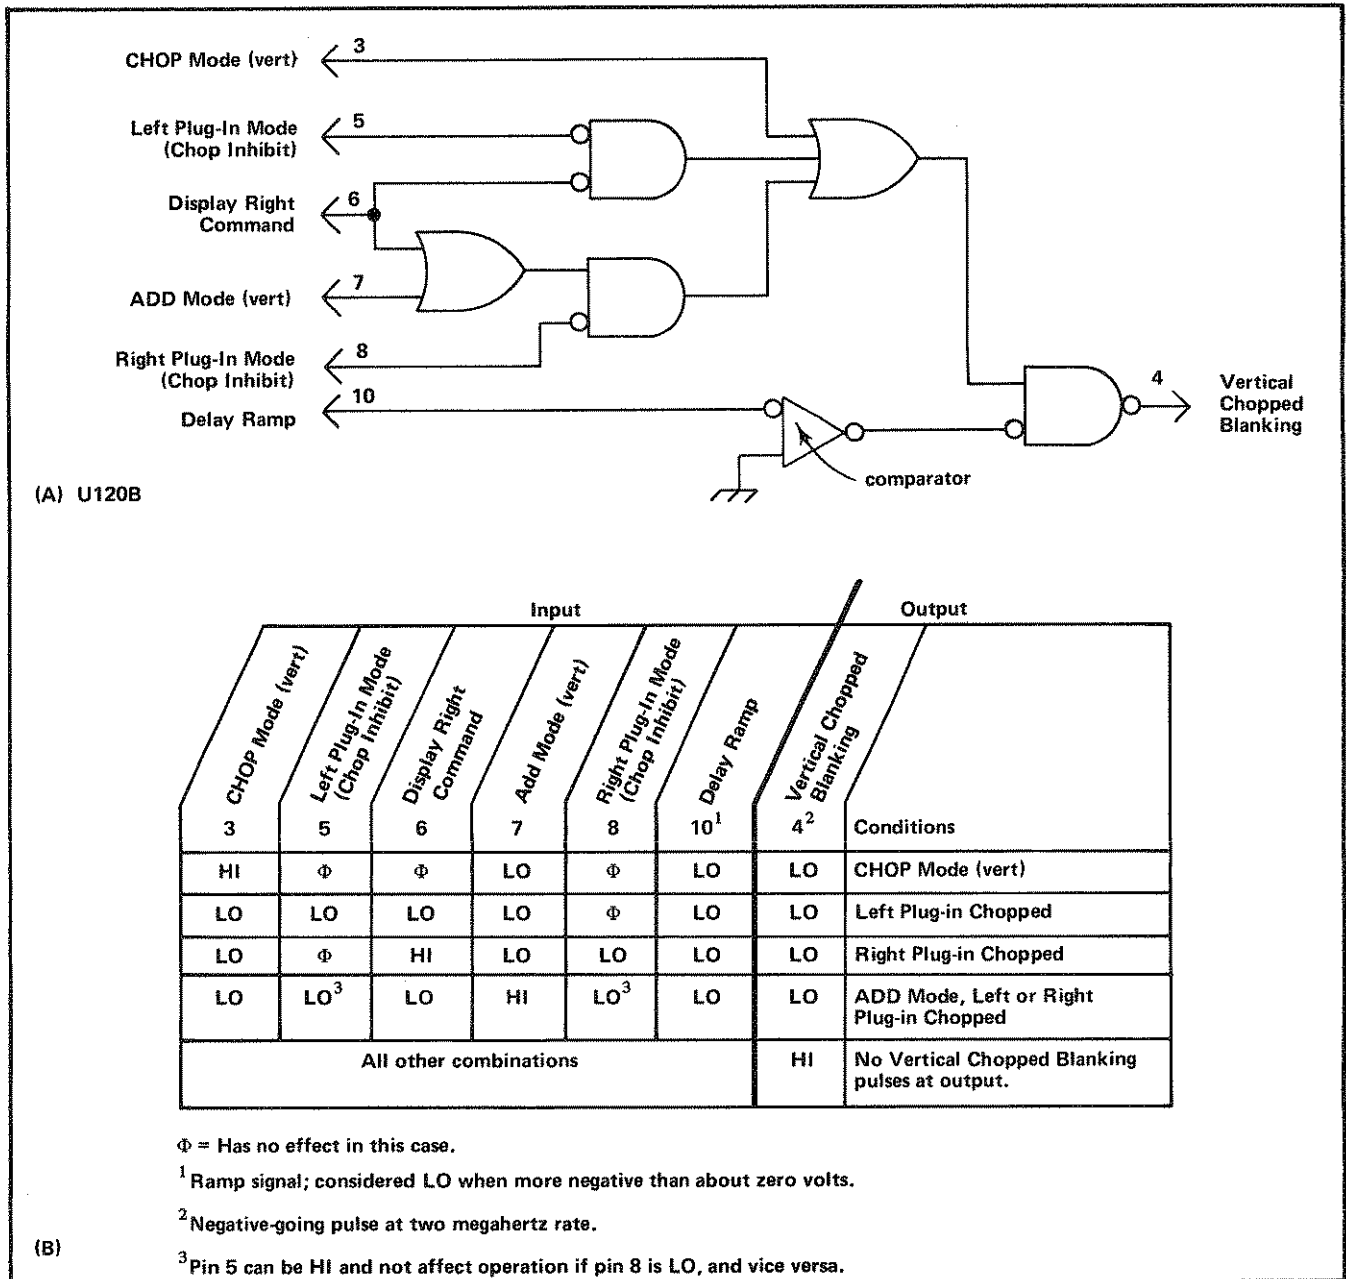 CHOP Mode (vert) 3
Left Plug-In Mode 5
(Chop Inhibit)
Display Right 6
Command
ADD Mode (vert) 7
Right Plug-In Mode 8
(Chop Inhibit)
Delay Ramp 10
comparator
4 Vertical
Chopped
Blanking
(A) U120B
Input Output
CHOP Mode (vert)
Left Plug-In Mode
(Chop Inhibit)
Display Right
Command
Add Mode (vert)
Right Plug-In Mode
(Chop Inhibit)
Delay Ramp
Vertical Chopped
Blanking
3 5 6 7 8 10¹ 4² Conditions
HI Φ Φ LO Φ LO LO CHOP Mode (vert)
LO LO LO LO Φ LO LO Left Plug-in Chopped
LO Φ HI LO LO LO LO Right Plug-in Chopped
LO LO³ LO HI LO³ LO LO ADD Mode, Left or Right
Plug-in Chopped
All other combinations HI No Vertical Chopped Blanking
pulses at output.
Φ = Has no effect in this case.
¹Ramp signal; considered LO when more negative than about zero volts.
²Negative-going pulse at two megahertz rate.
(B)
³Pin 5 can be HI and not affect operation if pin 8 is LO, and vice versa.